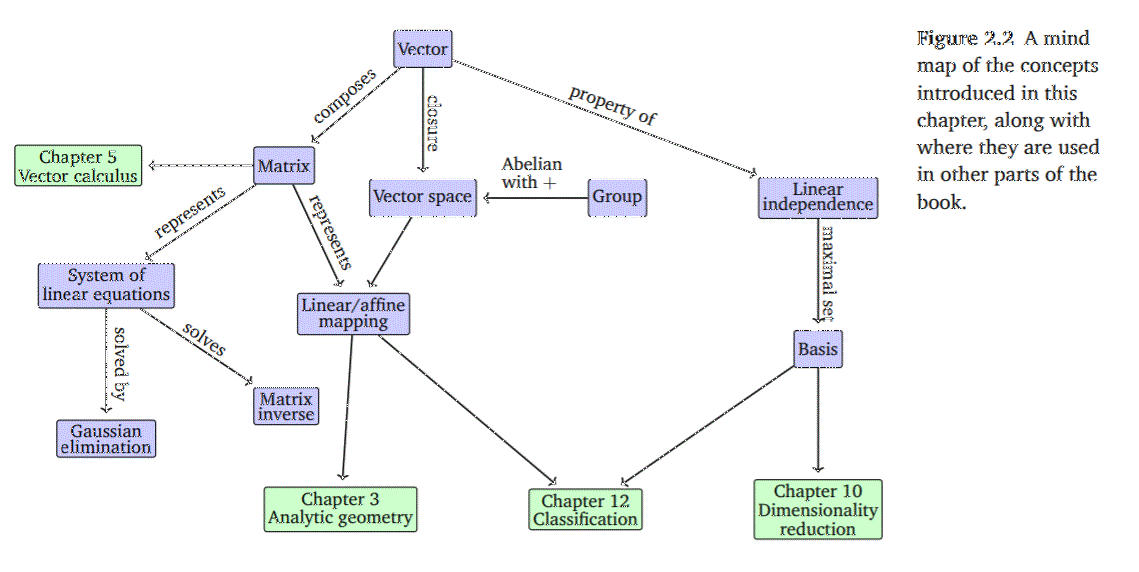 Vector
composes
closure
property of
Chapter 5
Vector calculus
Matrix
Abelian
with +
Vector space
Group
Linear
independence
represents
represents
maximal set
System of
linear equations
Linear/affine
mapping
solved by
solves
Basis
Matrix
inverse
Gaussian
elimination
Chapter 3
Analytic geometry
Chapter 12
Classification
Chapter 10
Dimensionality
reduction
Figure 2.2 A mind
map of the concepts
introduced in this
chapter, along with
where they are used
in other parts of the
book.